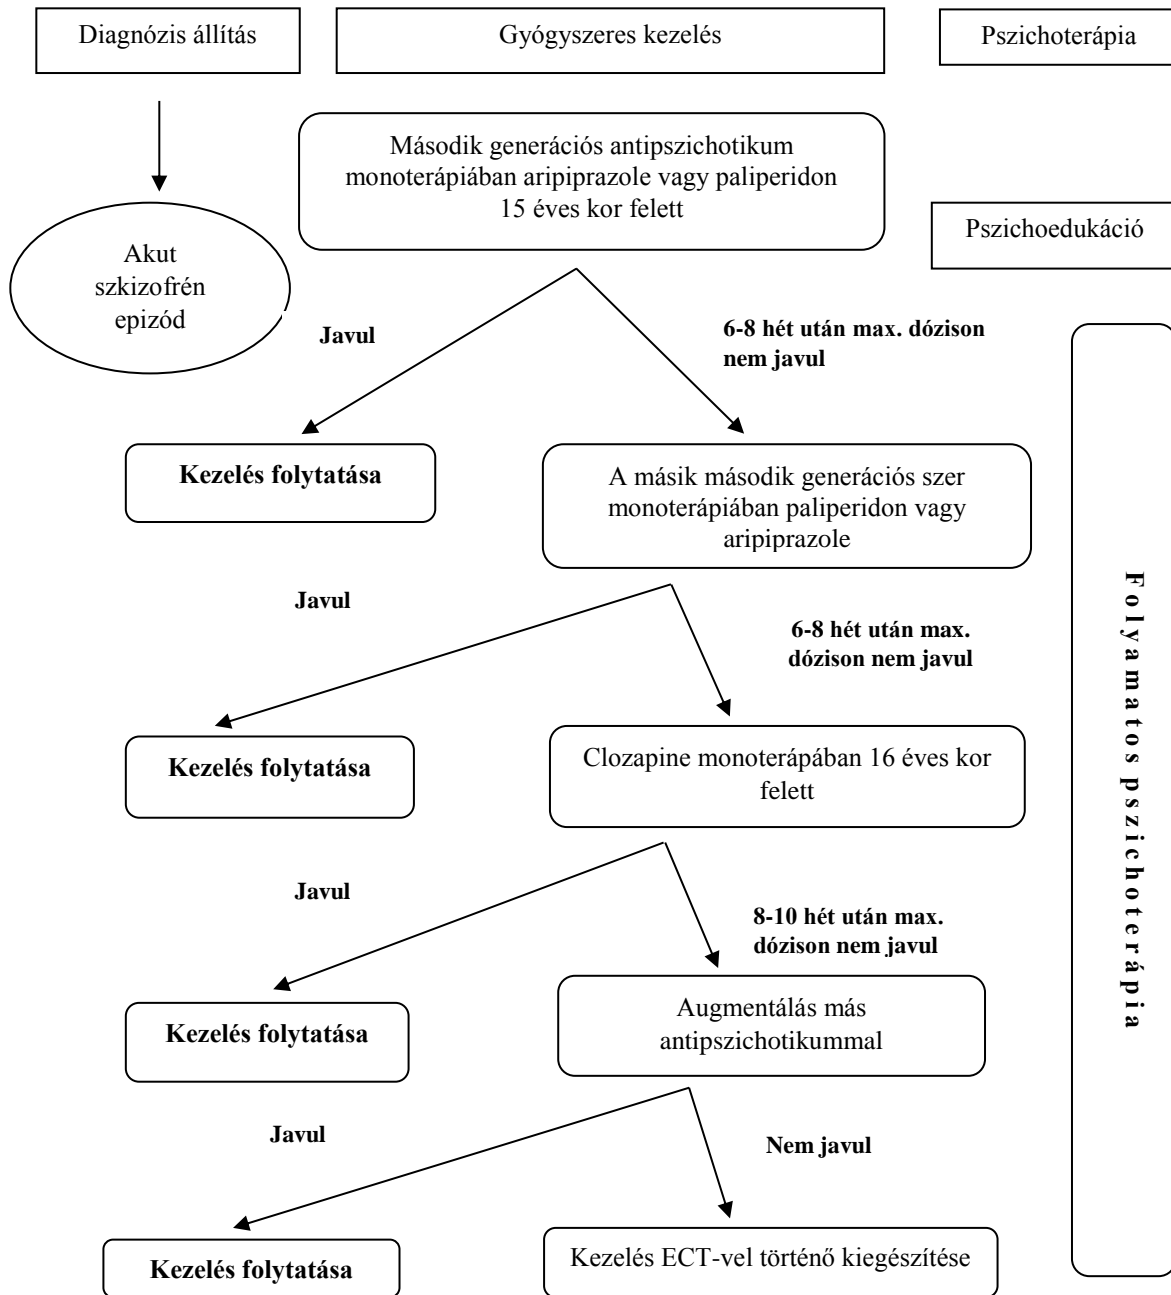 Diagnózis állítás
Gyógyszeres kezelés
Pszichoterápia
Második generációs antipszichotikum
monoterápiában aripiprazole vagy paliperidon
15 éves kor felett
Akut
szkizofrén
epizód
Pszichoedukáció
Javul
6-8 hét után max. dózison
nem javul
Kezelés folytatása
A másik második generációs szer
monoterápiában paliperidon vagy
aripiprazole
Javul
6-8 hét után max.
dózison nem javul
Kezelés folytatása
Clozapine monoterápában 16 éves kor
felett
Javul
8-10 hét után max.
dózison nem javul
Kezelés folytatása
Augmentálás más
antipszichotikummal
Javul
Nem javul
Kezelés folytatása
Kezelés ECT-vel történő kiegészítése
Folyamatos pszichoterápia